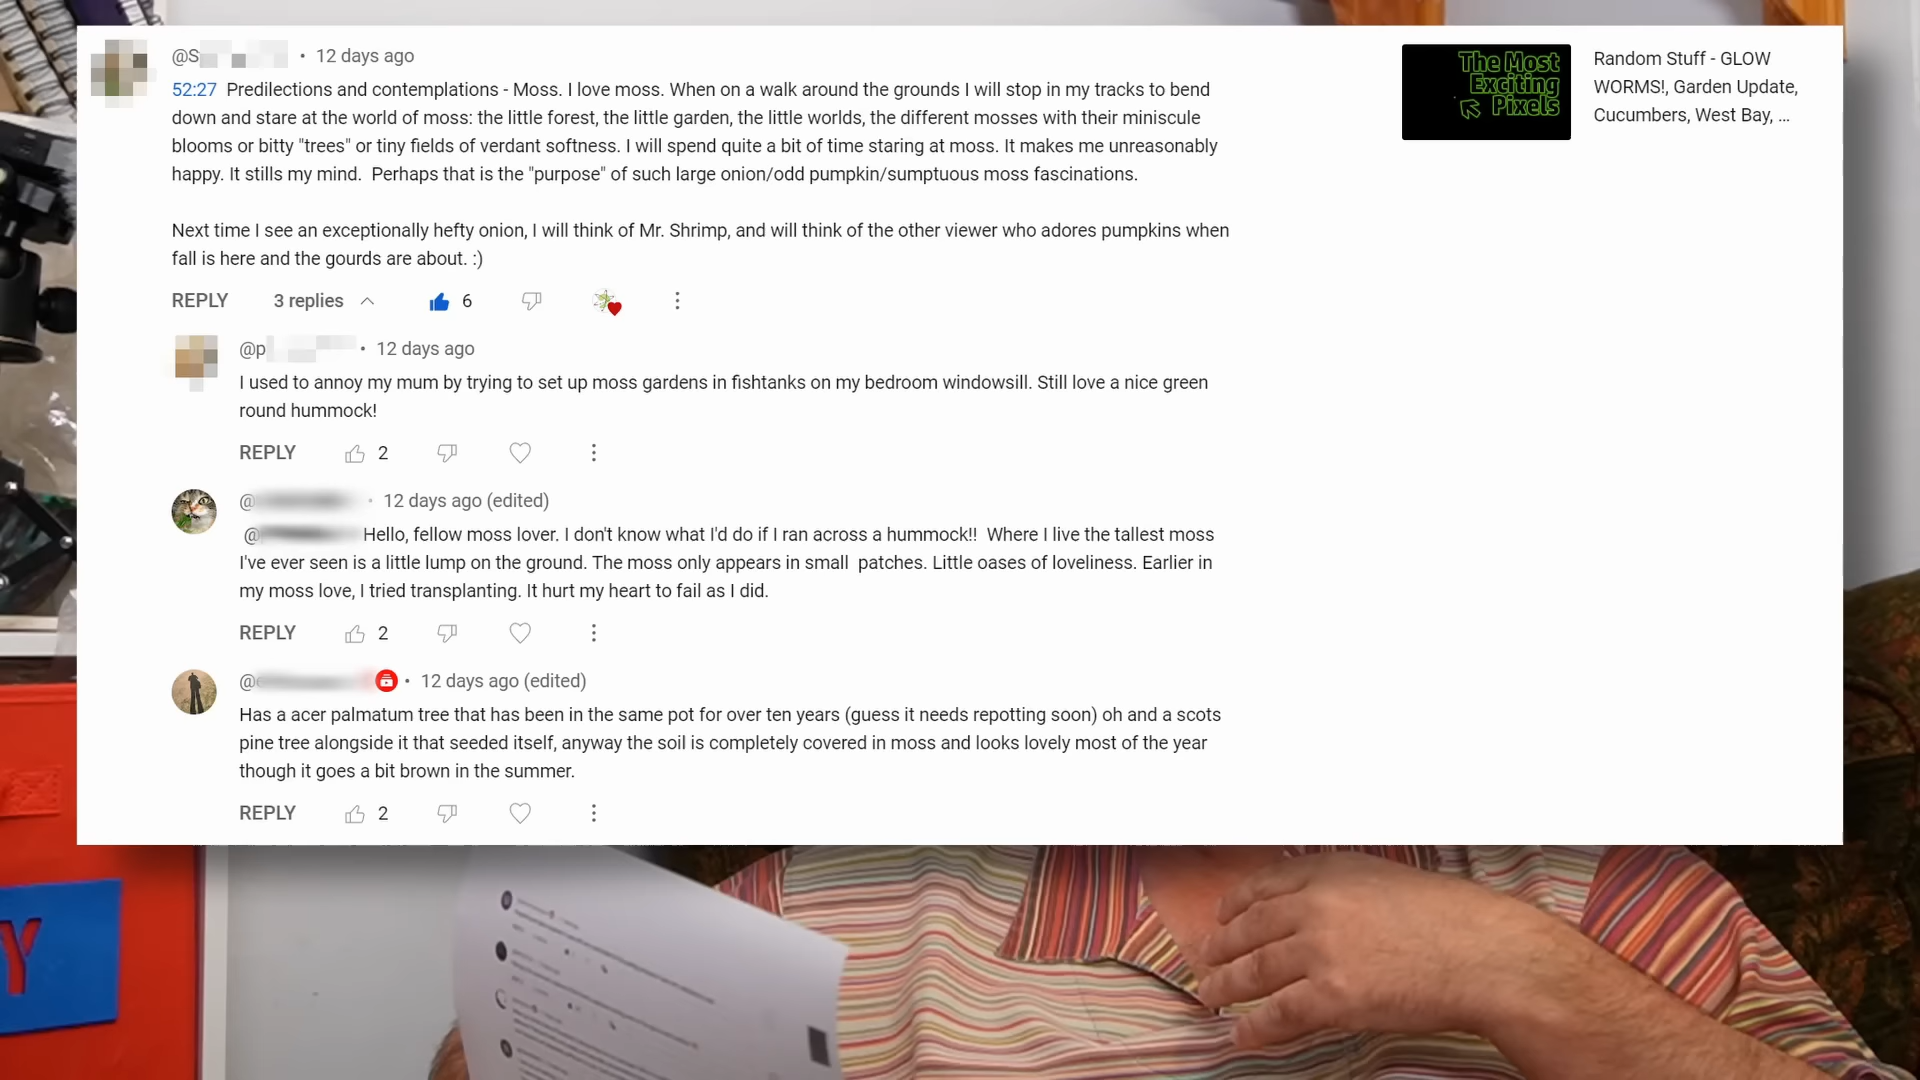 @S • 12 days ago
52:27 Predilections and contemplations - Moss. I love moss. When on a walk around the grounds I will stop in my tracks to bend
down and stare at the world of moss: the little forest, the little garden, the little worlds, the different mosses with their miniscule
blooms or bitty "trees" or tiny fields of verdant softness. I will spend quite a bit of time staring at moss. It makes me unreasonably
happy. It stills my mind.  Perhaps that is the "purpose" of such large onion/odd pumpkin/sumptuous moss fascinations.
Next time I see an exceptionally hefty onion, I will think of Mr. Shrimp, and will think of the other viewer who adores pumpkins when
fall is here and the gourds are about. :)
REPLY 3 replies 6
The Most
Exciting
Pixels
Random Stuff - GLOW
WORMS!, Garden Update,
Cucumbers, West Bay, ...
@p • 12 days ago
I used to annoy my mum by trying to set up moss gardens in fishtanks on my bedroom windowsill. Still love a nice green
round hummock!
REPLY 2
@ • 12 days ago (edited)
@ Hello, fellow moss lover. I don't know what I'd do if I ran across a hummock!!  Where I live the tallest moss
I've ever seen is a little lump on the ground. The moss only appears in small  patches. Little oases of loveliness. Earlier in
my moss love, I tried transplanting. It hurt my heart to fail as I did.
REPLY 2
@ • 12 days ago (edited)
Has a acer palmatum tree that has been in the same pot for over ten years (guess it needs repotting soon) oh and a scots
pine tree alongside it that seeded itself, anyway the soil is completely covered in moss and looks lovely most of the year
though it goes a bit brown in the summer.
REPLY 2
Y